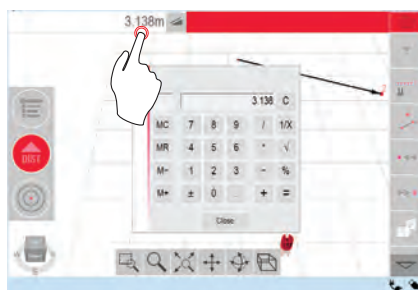 3.138m
3.138 C
MC 7 8 9 / 1/X
MR 4 5 6 * √
M- 1 2 3 - %
M+ ± 0 . + =
Close
DIST